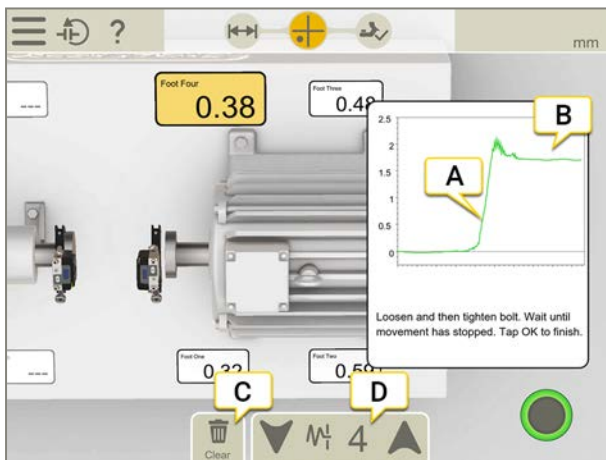 ?
mm
Foot Four
0.38
Foot Three
0.48
---
2.5
2
1.5
1
0.5
0
A
B
Loosen and then tighten bolt. Wait until
movement has stopped. Tap OK to finish.
---
Foot One
0.32
Foot Two
0.59
C
D
Clear
4